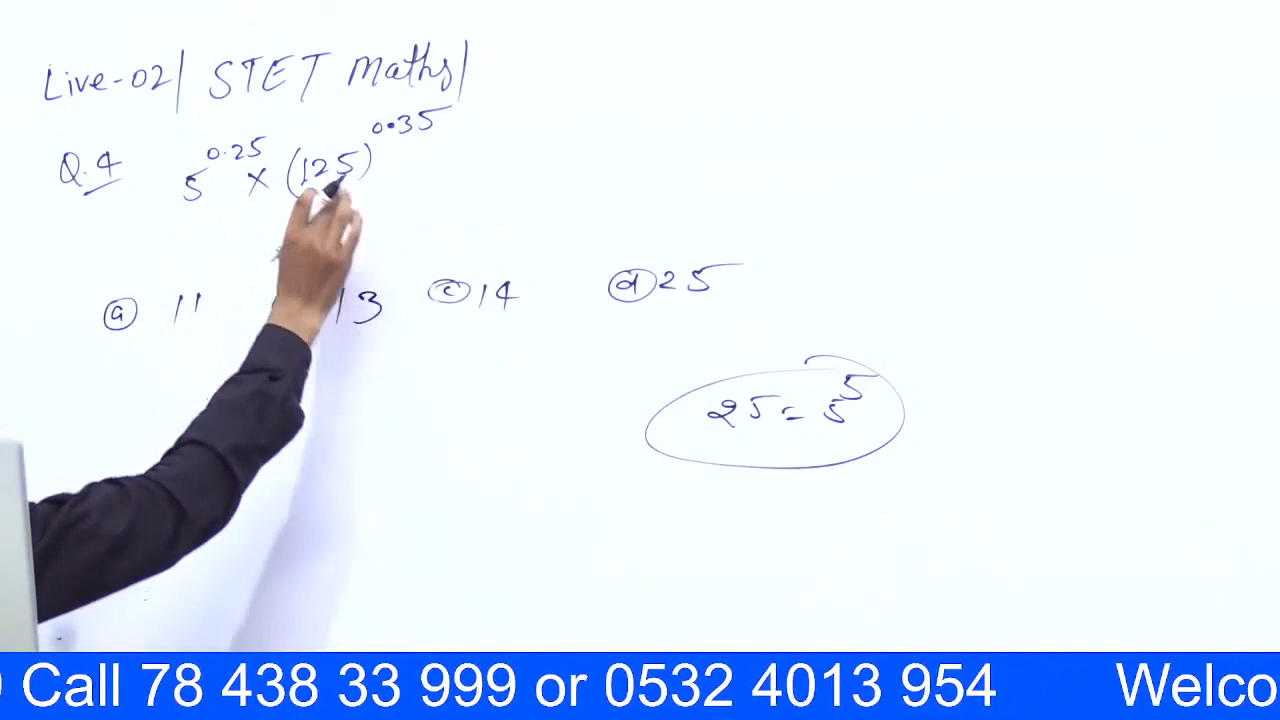 Live-02/ STET Maths/
Q.4 5^0.25 × (125)^0.35
(a) 11 13 (c) 14 (d) 25
25 = 5^5
Call 78 438 33 999 or 0532 4013 954 Welco